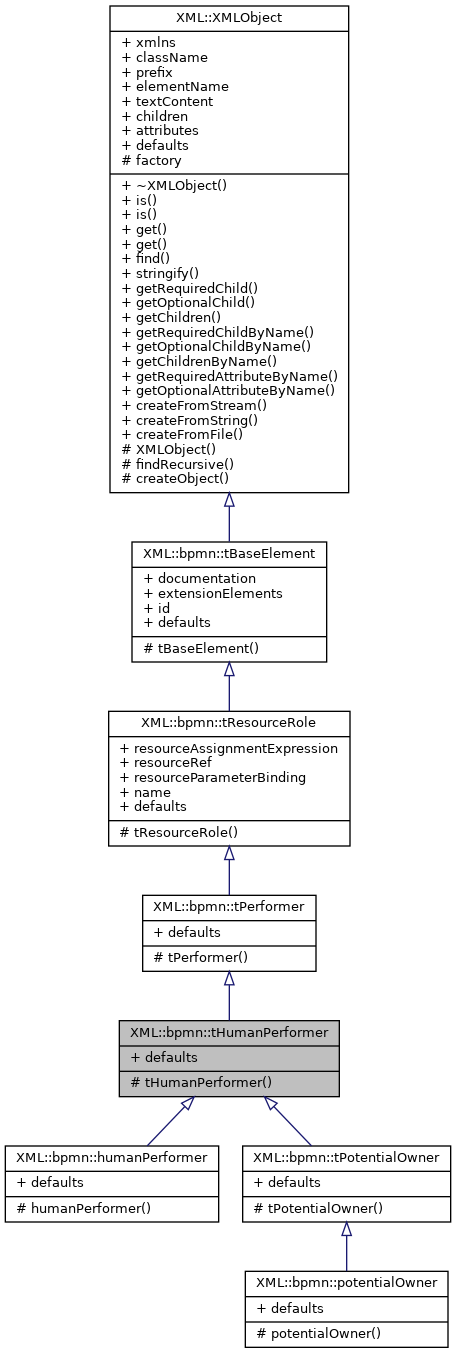 XML::XMLObject
+ xmlns
+ className
+ prefix
+ elementName
+ textContent
+ children
+ attributes
+ defaults
# factory
+ ~XMLObject()
+ is()
+ is()
+ get()
+ get()
+ find()
+ stringify()
+ getRequiredChild()
+ getOptionalChild()
+ getChildren()
+ getRequiredChildByName()
+ getOptionalChildByName()
+ getChildrenByName()
+ getRequiredAttributeByName()
+ getOptionalAttributeByName()
+ createFromStream()
+ createFromString()
+ createFromFile()
# XMLObject()
# findRecursive()
# createObject()
XML::bpmn::tBaseElement
+ documentation
+ extensionElements
+ id
+ defaults
# tBaseElement()
XML::bpmn::tResourceRole
+ resourceAssignmentExpression
+ resourceRef
+ resourceParameterBinding
+ name
+ defaults
# tResourceRole()
XML::bpmn::tPerformer
+ defaults
# tPerformer()
XML::bpmn::tHumanPerformer
+ defaults
# tHumanPerformer()
XML::bpmn::humanPerformer
+ defaults
# humanPerformer()
XML::bpmn::tPotentialOwner
+ defaults
# tPotentialOwner()
XML::bpmn::potentialOwner
+ defaults
# potentialOwner()